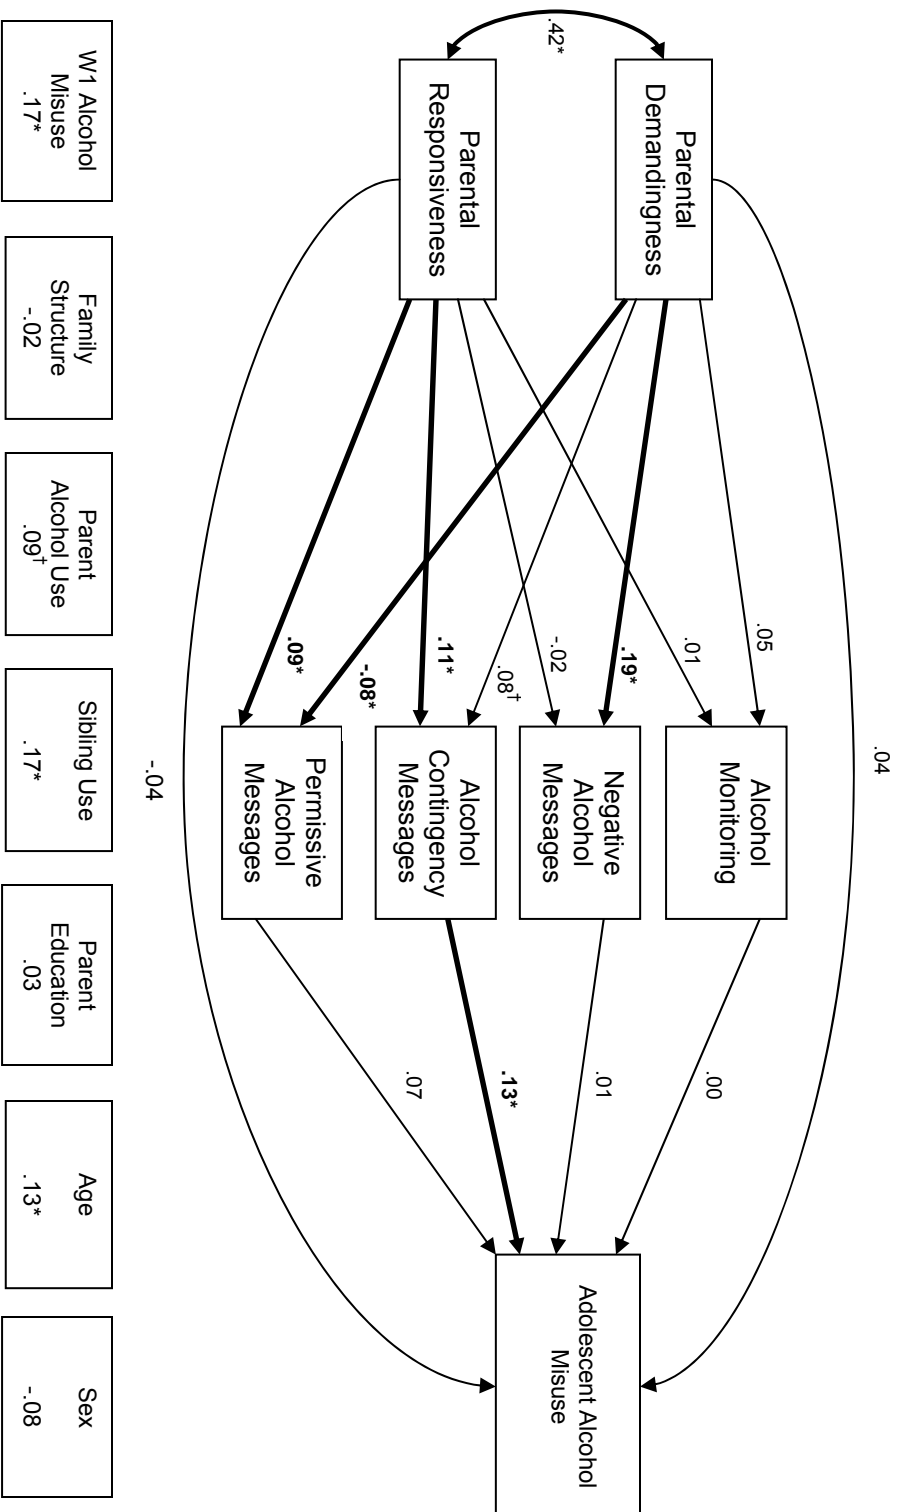 .04
Parental
Demandingness
.42*
Parental
Responsiveness
.05
.01
.19*
-.02
.08†
.11*
-.08*
.09*
Alcohol
Monitoring
Negative
Alcohol
Messages
Alcohol
Contingency
Messages
Permissive
Alcohol
Messages
.00
.01
.13*
.07
Adolescent Alcohol
Misuse
-.04
W1 Alcohol
Misuse
.17*
Family
Structure
-.02
Parent
Alcohol Use
.09†
Sibling Use
.17*
Parent
Education
.03
Age
.13*
Sex
-.08